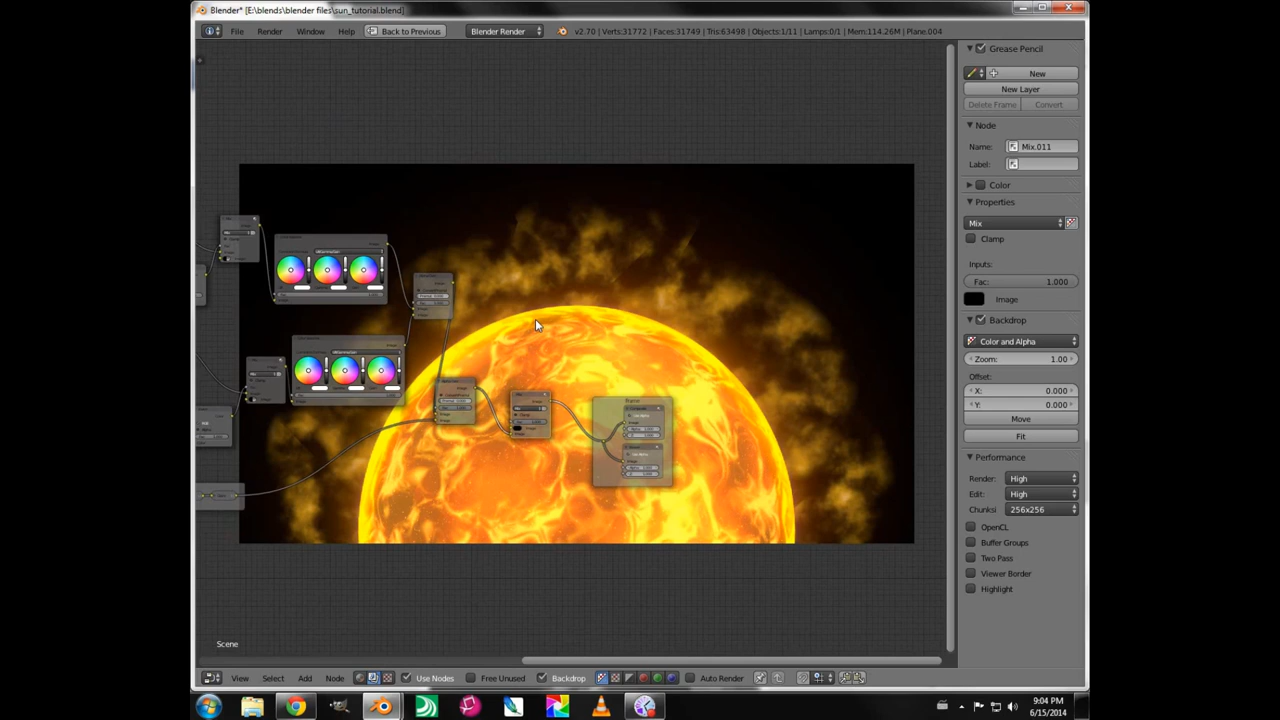 Blender* [E:\blends\blender files\sun_tutorial.blend]
File Render Window Help Back to Previous Blender Render v2.70 | Verts:31772 | Faces:31749 | Tris:63498 | Objects:1/11 | Lamps:0/1 | Mem:114.26M | Plane.004
Grease Pencil
New
New Layer
Delete Frame Convert
Node
Name: Mix.011
Label:
Color
Properties
Mix
Clamp
Inputs:
Fac: 1.000
Image
Backdrop
Color and Alpha
Zoom: 1.00
Offset:
X: 0.000
Y: 0.000
Move
Fit
Performance
Render: High
Edit: High
Chunksi 256x256
OpenCL
Buffer Groups
Two Pass
Viewer Border
Highlight
Scene
View Select Add Node Use Nodes Free Unused Backdrop Auto Render
9:04 PM
6/15/2014